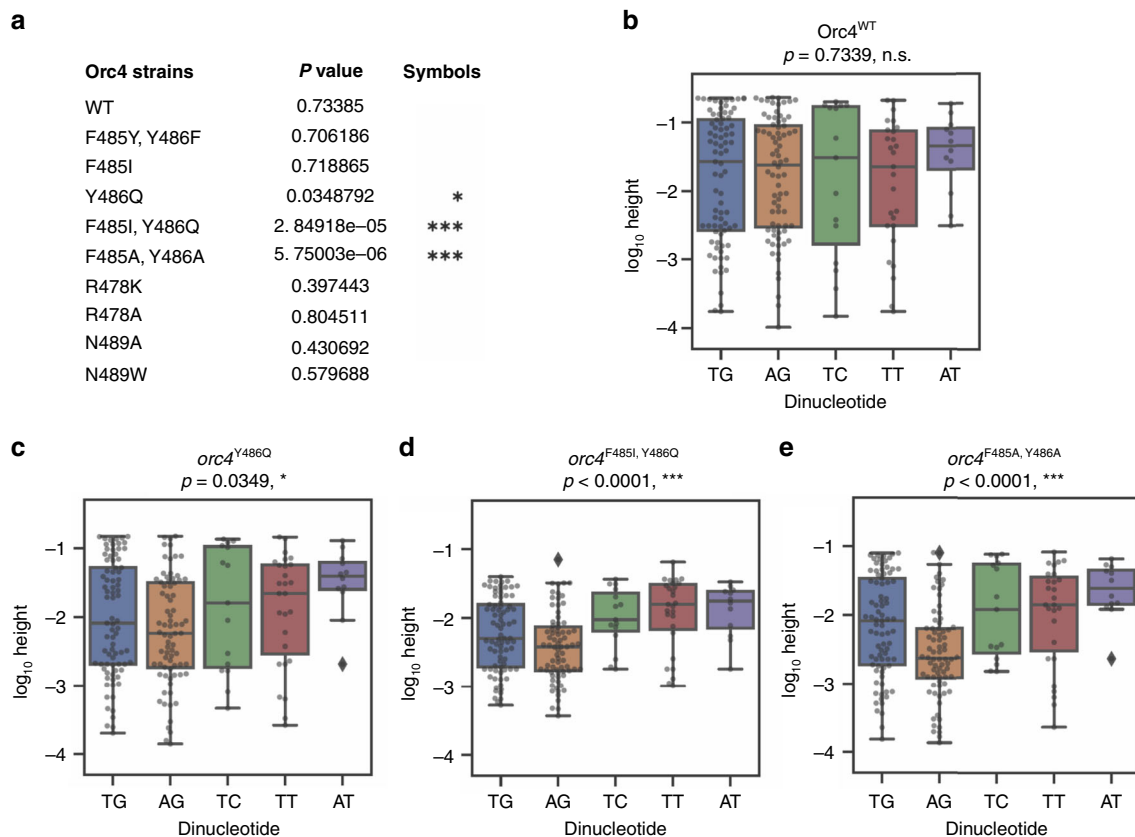 a
Orc4 strains P value Symbols
WT 0.73385
F485Y, Y486F 0.706186
F485I 0.718865
Y486Q 0.0348792 *
F485I, Y486Q 2. 84918e–05 ***
F485A, Y486A 5. 75003e–06 ***
R478K 0.397443
R478A 0.804511
N489A 0.430692
N489W 0.579688
b
Orc4WT
p = 0.7339, n.s.
log10 height
–1
–2
–3
–4
TG AG TC TT AT
Dinucleotide
c
orc4Y486Q
p = 0.0349, *
log10 height
–1
–2
–3
–4
TG AG TC TT AT
Dinucleotide
d
orc4F485I, Y486Q
p < 0.0001, ***
log10 height
–1
–2
–3
–4
TG AG TC TT AT
Dinucleotide
e
orc4F485A, Y486A
p < 0.0001, ***
log10 height
–1
–2
–3
–4
TG AG TC TT AT
Dinucleotide